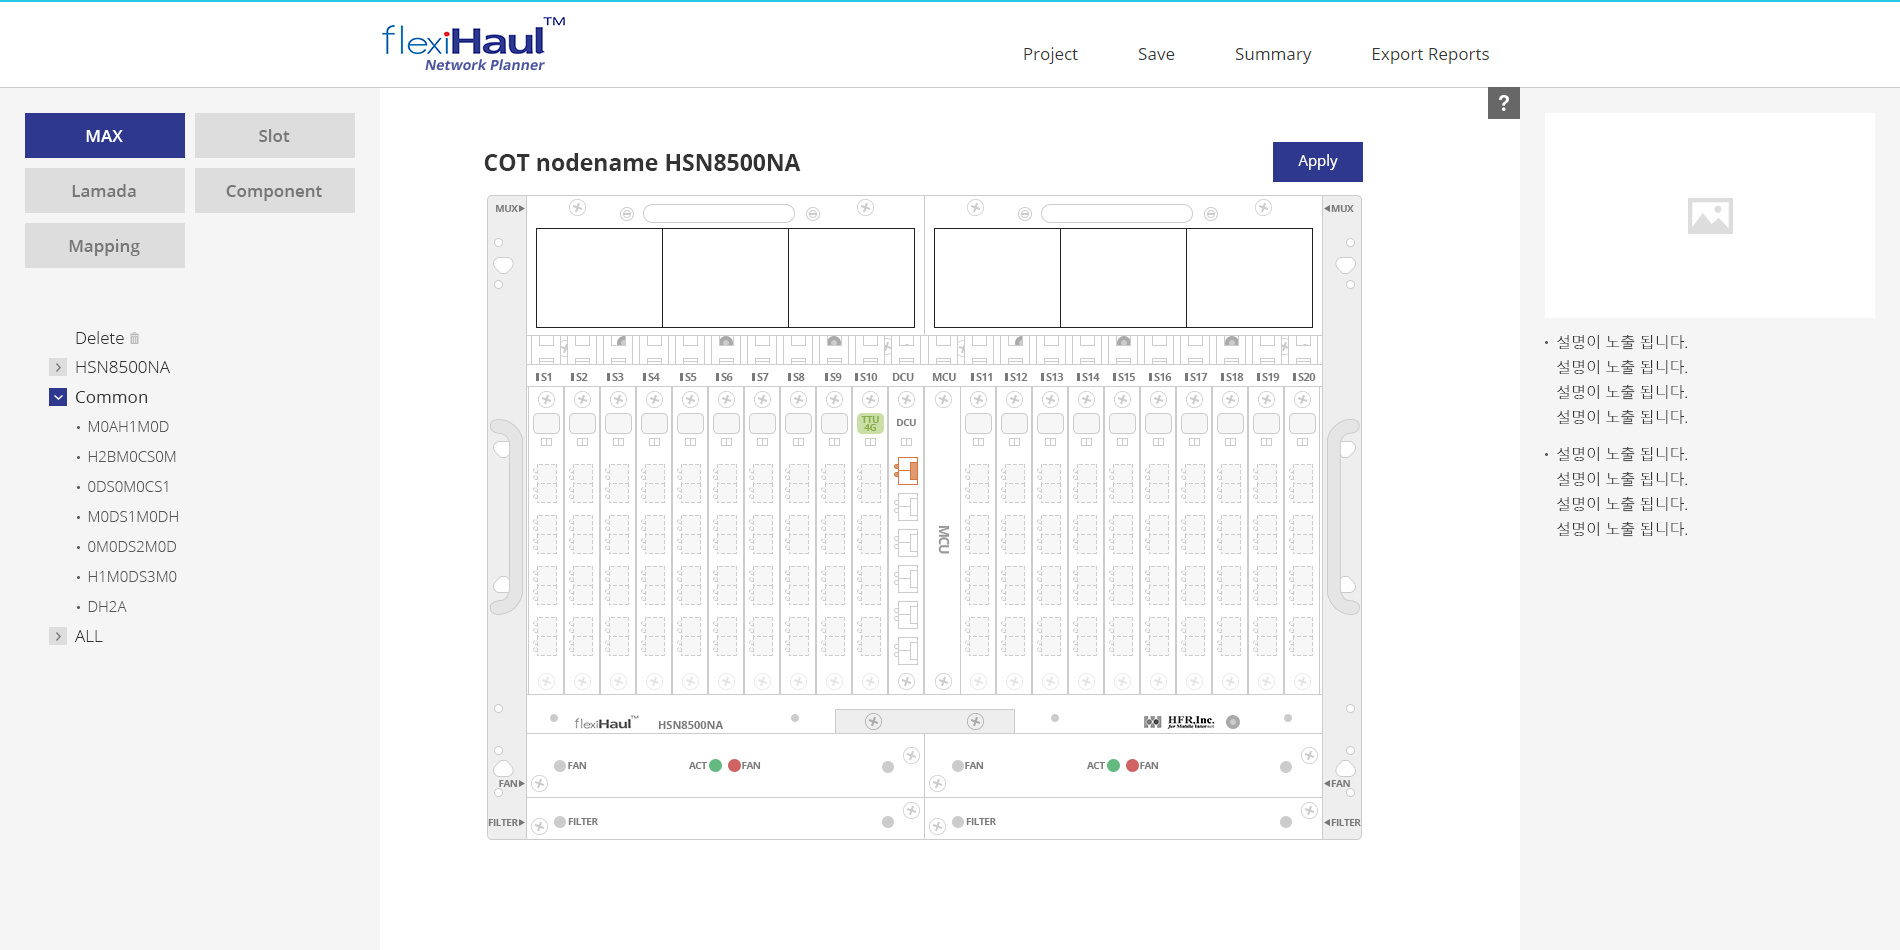 flexiHaul™
Network Planner
Project Save Summary Export Reports
MAX Slot
Lamada Component
Mapping
Delete
HSN8500NA
Common
• M0AH1M0D
• H2BM0CS0M
• 0DS0M0CS1
• M0DS1M0DH
• 0M0DS2M0D
• H1M0DS3M0
• DH2A
ALL
?
COT nodename HSN8500NA Apply
MUX▶ ◀MUX
S1 S2 S3 S4 S5 S6 S7 S8 S9 S10 DCU MCU S11 S12 S13 S14 S15 S16 S17 S18 S19 S20
TTU
4G
DCU
MCU
flexiHaul™ HSN8500NA HFR,Inc.
for Mobile Internet
FAN ACT FAN FAN ACT FAN
FAN▶ ◀FAN
FILTER▶ FILTER FILTER ◀FILTER
• 설명이 노출 됩니다.
설명이 노출 됩니다.
설명이 노출 됩니다.
설명이 노출 됩니다.
• 설명이 노출 됩니다.
설명이 노출 됩니다.
설명이 노출 됩니다.
설명이 노출 됩니다.